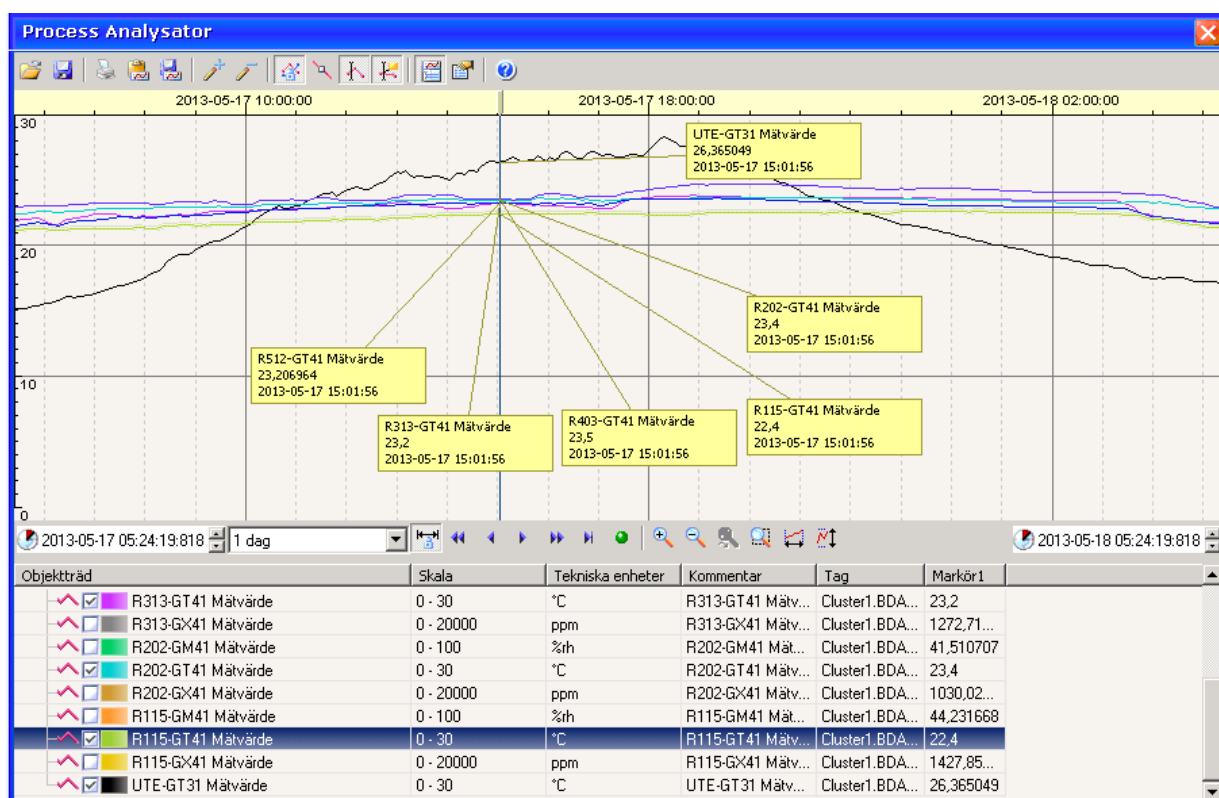 Process Analysator
2013-05-17 10:00:00 2013-05-17 18:00:00 2013-05-18 02:00:00
30
UTE-GT31 Mätvärde
26,365049
2013-05-17 15:01:56
20
R202-GT41 Mätvärde
23,4
2013-05-17 15:01:56
R512-GT41 Mätvärde
23,206964
2013-05-17 15:01:56
10
R313-GT41 Mätvärde
23,2
2013-05-17 15:01:56
R403-GT41 Mätvärde
23,5
2013-05-17 15:01:56
R115-GT41 Mätvärde
22,4
2013-05-17 15:01:56
0
2013-05-17 05:24:19:818 1 dag 2013-05-18 05:24:19:818
Objektträd Skala Tekniska enheter Kommentar Tag Markör1
R313-GT41 Mätvärde 0 - 30 °C R313-GT41 Mätv... Cluster1.BDA... 23,2
R313-GX41 Mätvärde 0 - 20000 ppm R313-GX41 Mätv... Cluster1.BDA... 1272,71...
R202-GM41 Mätvärde 0 - 100 %rh R202-GM41 Mät... Cluster1.BDA... 41,510707
R202-GT41 Mätvärde 0 - 30 °C R202-GT41 Mätv... Cluster1.BDA... 23,4
R202-GX41 Mätvärde 0 - 20000 ppm R202-GX41 Mätv... Cluster1.BDA... 1030,02...
R115-GM41 Mätvärde 0 - 100 %rh R115-GM41 Mät... Cluster1.BDA... 44,231668
R115-GT41 Mätvärde 0 - 30 °C R115-GT41 Mätv... Cluster1.BDA... 22,4
R115-GX41 Mätvärde 0 - 20000 ppm R115-GX41 Mätv... Cluster1.BDA... 1427,85...
UTE-GT31 Mätvärde 0 - 30 °C UTE-GT31 Mätv... Cluster1.BDA... 26,365049